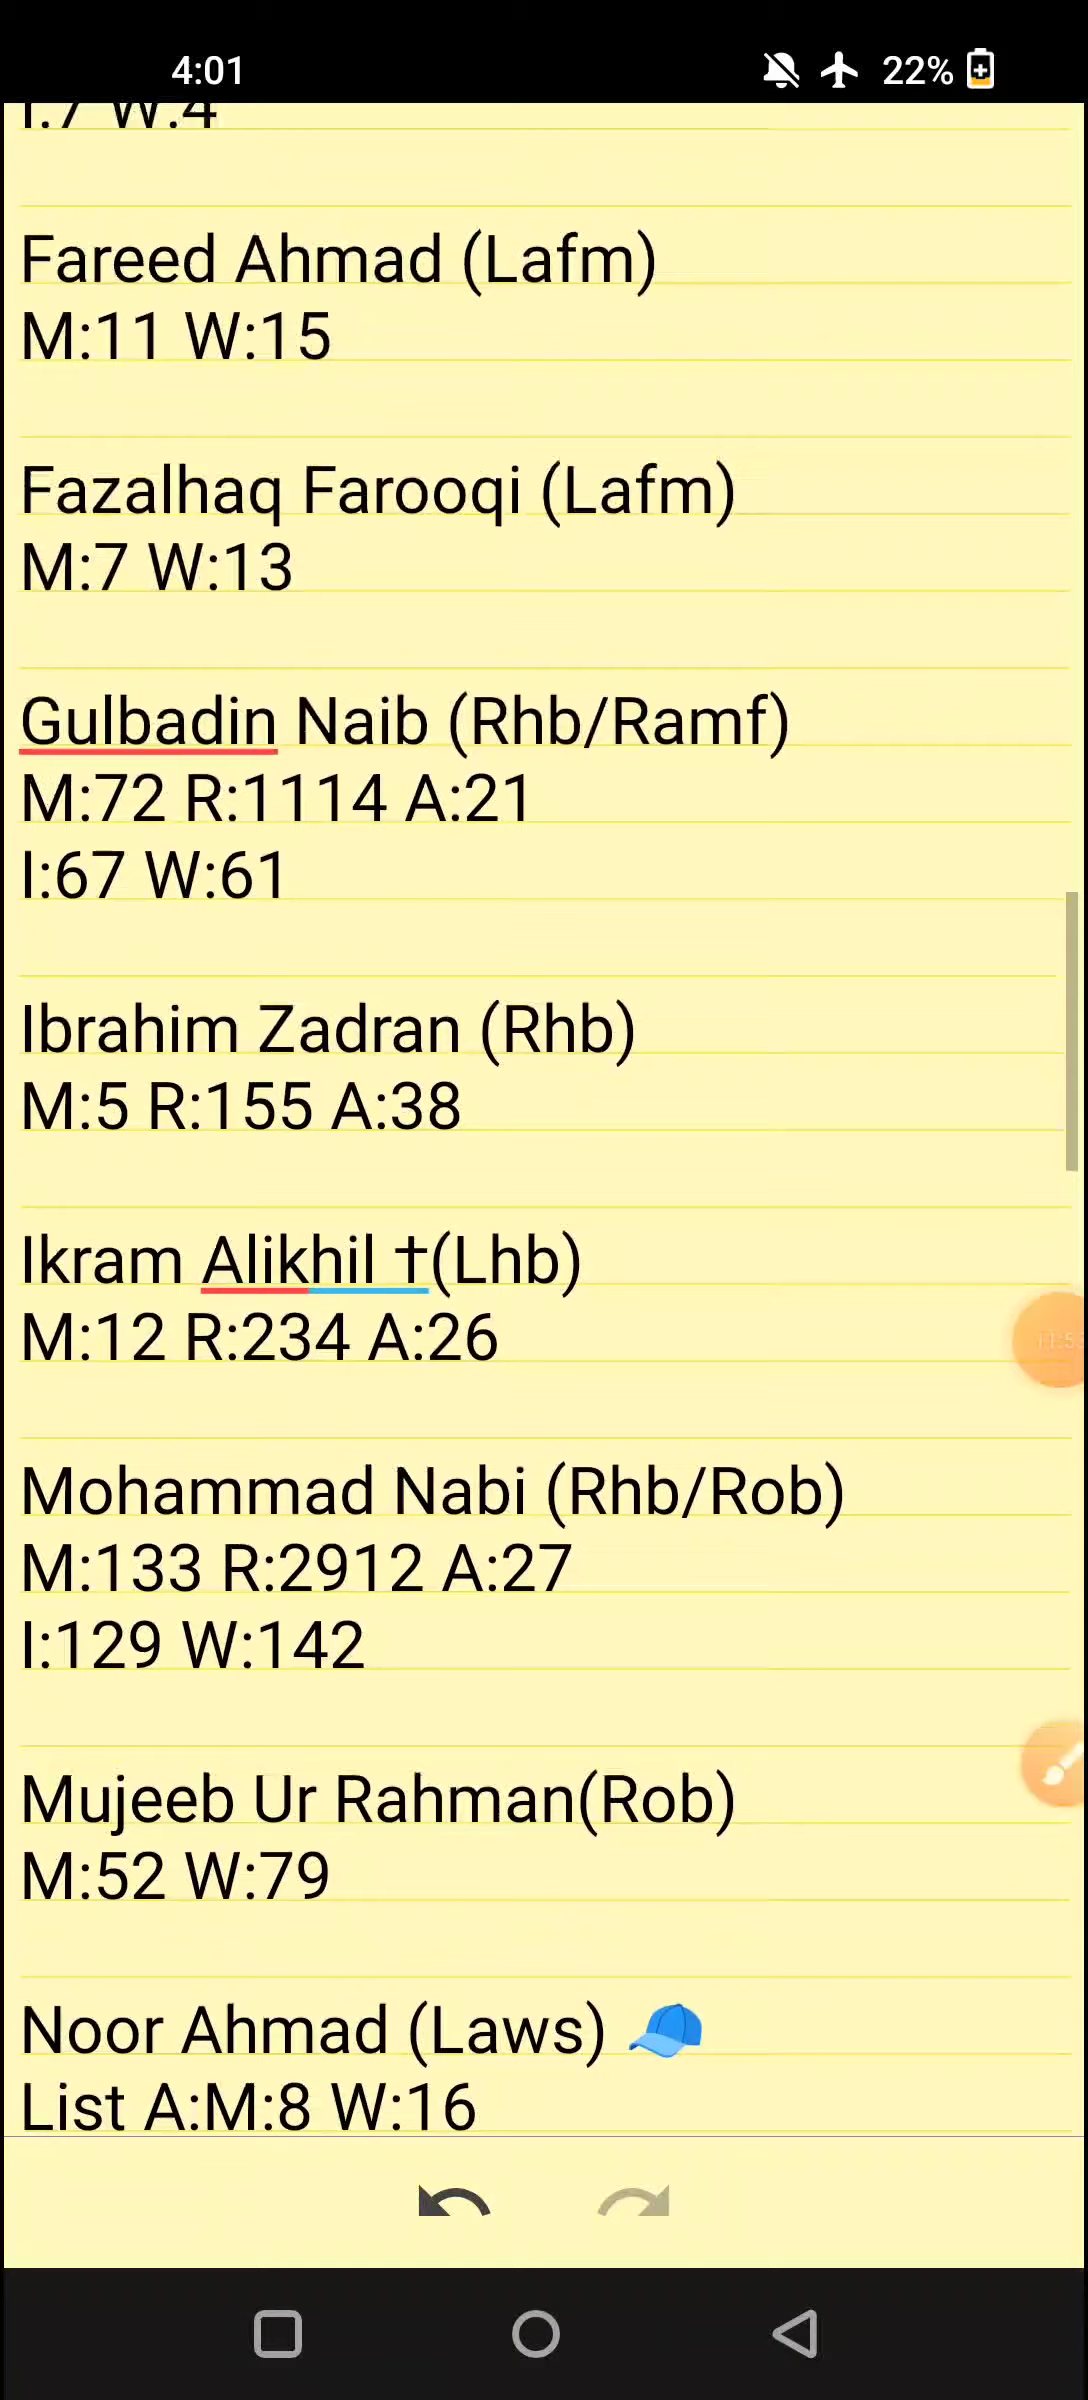 4:01
22%
I:7 W:4
Fareed Ahmad (Lafm)
M:11 W:15
Fazalhaq Farooqi (Lafm)
M:7 W:13
Gulbadin Naib (Rhb/Ramf)
M:72 R:1114 A:21
I:67 W:61
Ibrahim Zadran (Rhb)
M:5 R:155 A:38
Ikram Alikhil †(Lhb)
M:12 R:234 A:26
Mohammad Nabi (Rhb/Rob)
M:133 R:2912 A:27
I:129 W:142
Mujeeb Ur Rahman(Rob)
M:52 W:79
Noor Ahmad (Laws) 🧢
List A:M:8 W:16